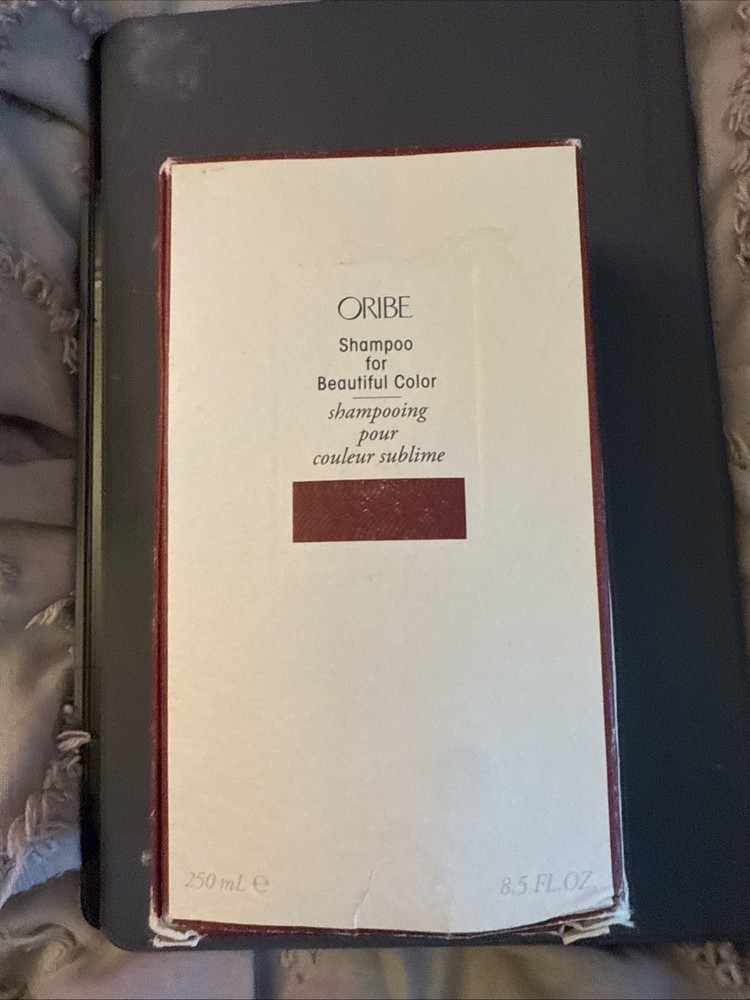 ORIBE
Shampoo
for
Beautiful Color
shampooing
pour
couleur sublime
250 mL ℮ 8.5 FL.OZ.